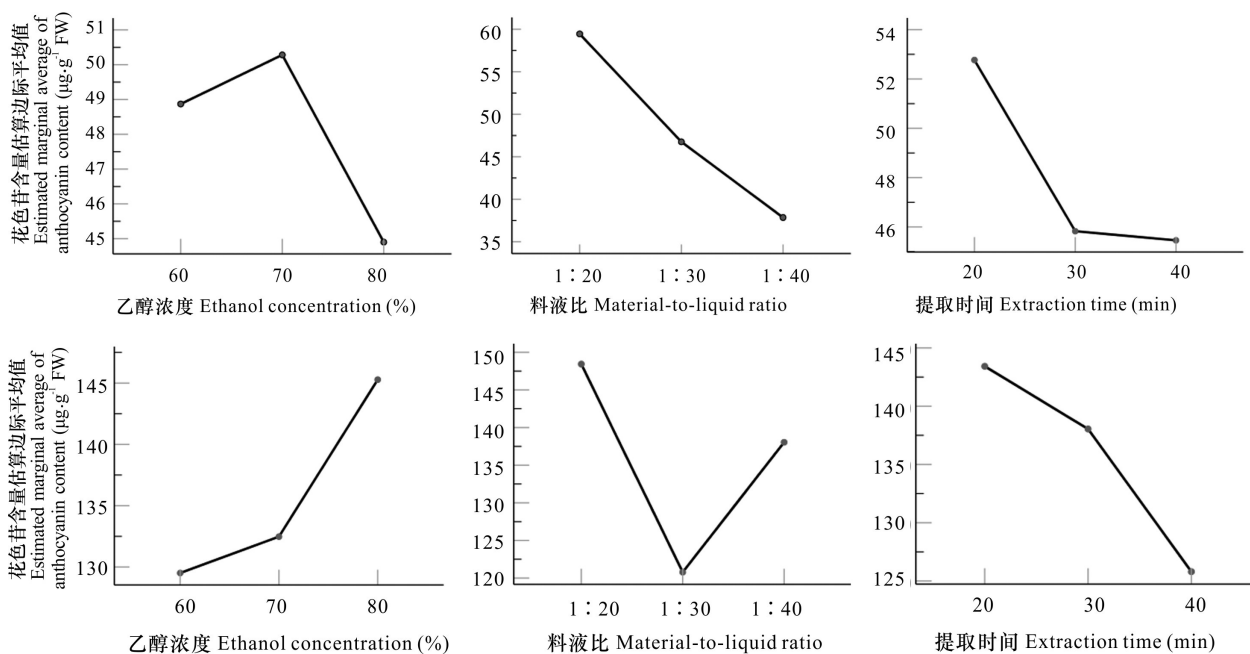 花色苷含量估算边际平均值
Estimated marginal average of
anthocyanin content (μg·g⁻¹ FW)
51
50
49
48
47
46
45
60 70 80
乙醇浓度 Ethanol concentration (%)
60
55
50
45
40
35
1∶20 1∶30 1∶40
料液比 Material-to-liquid ratio
54
52
50
48
46
20 30 40
提取时间 Extraction time (min)
花色苷含量估算边际平均值
Estimated marginal average of
anthocyanin content (μg·g⁻¹ FW)
145
140
135
130
60 70 80
乙醇浓度 Ethanol concentration (%)
150
145
140
135
130
125
120
1∶20 1∶30 1∶40
料液比 Material-to-liquid ratio
145
140
135
130
125
20 30 40
提取时间 Extraction time (min)